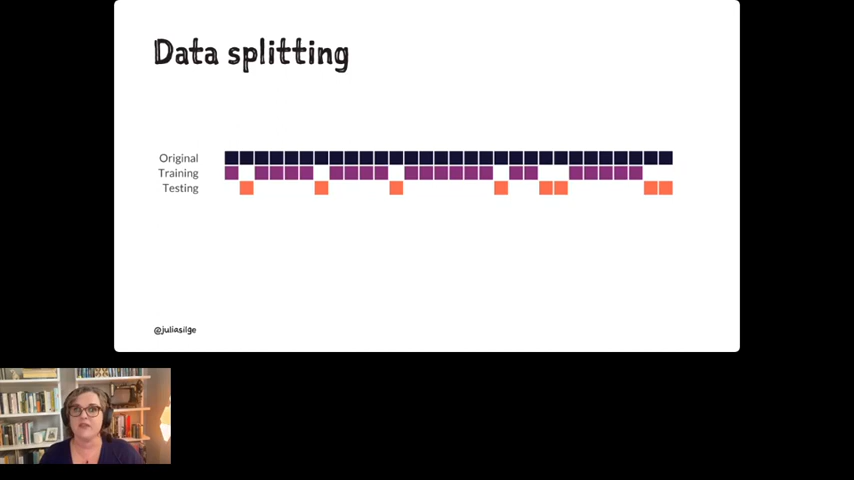 Data splitting
Original
Training
Testing
@juliasilge